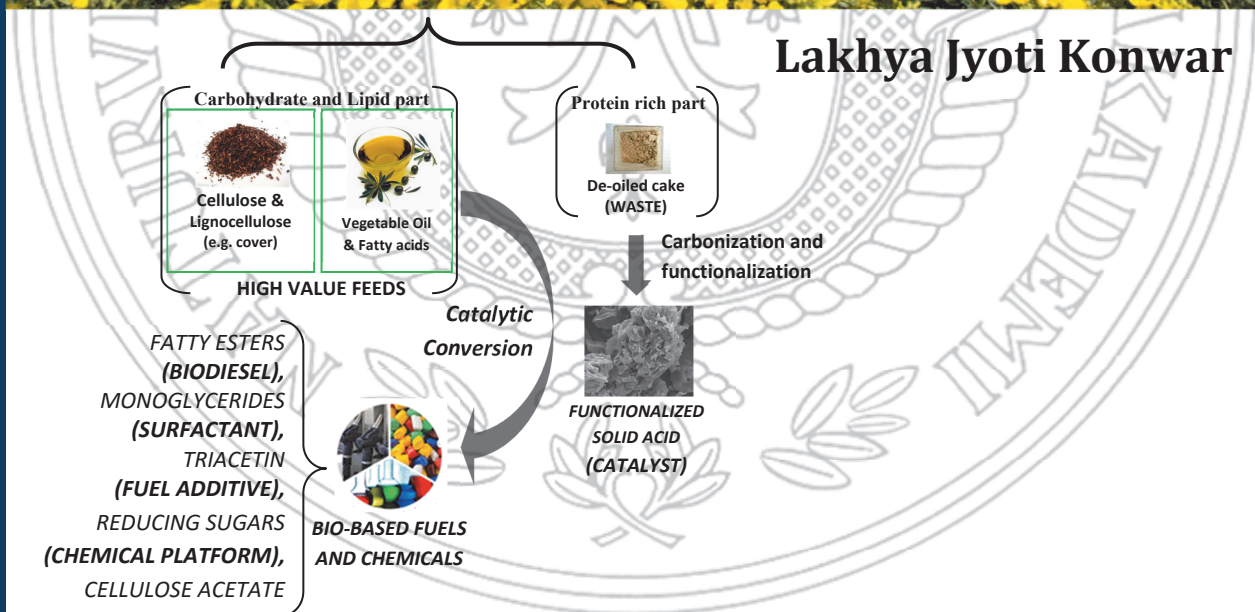 Lakhya Jyoti Konwar
Carbohydrate and Lipid part
Cellulose &
Lignocellulose
(e.g. cover)
Vegetable Oil
& Fatty acids
HIGH VALUE FEEDS
Protein rich part
De-oiled cake
(WASTE)
Carbonization and
functionalization
Catalytic
Conversion
FUNCTIONALIZED
SOLID ACID
(CATALYST)
FATTY ESTERS
(BIODIESEL),
MONOGLYCERIDES
(SURFACTANT),
TRIACETIN
(FUEL ADDITIVE),
REDUCING SUGARS
(CHEMICAL PLATFORM),
CELLULOSE ACETATE
BIO-BASED FUELS
AND CHEMICALS